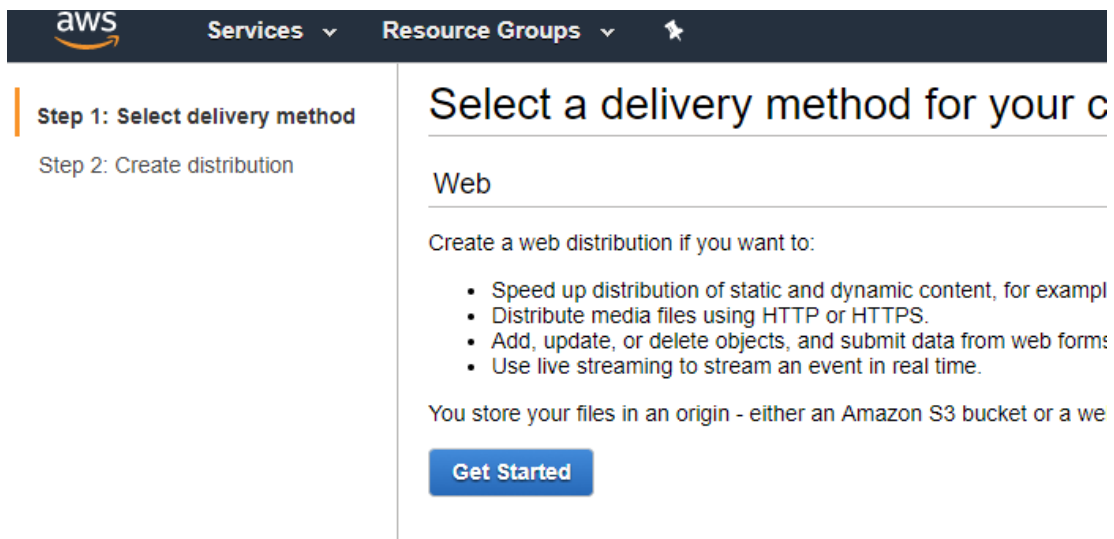 aws Services Resource Groups
Step 1: Select delivery method
Step 2: Create distribution
Select a delivery method for your c
Web
Create a web distribution if you want to:
• Speed up distribution of static and dynamic content, for exampl
• Distribute media files using HTTP or HTTPS.
• Add, update, or delete objects, and submit data from web forms
• Use live streaming to stream an event in real time.
You store your files in an origin - either an Amazon S3 bucket or a we
Get Started